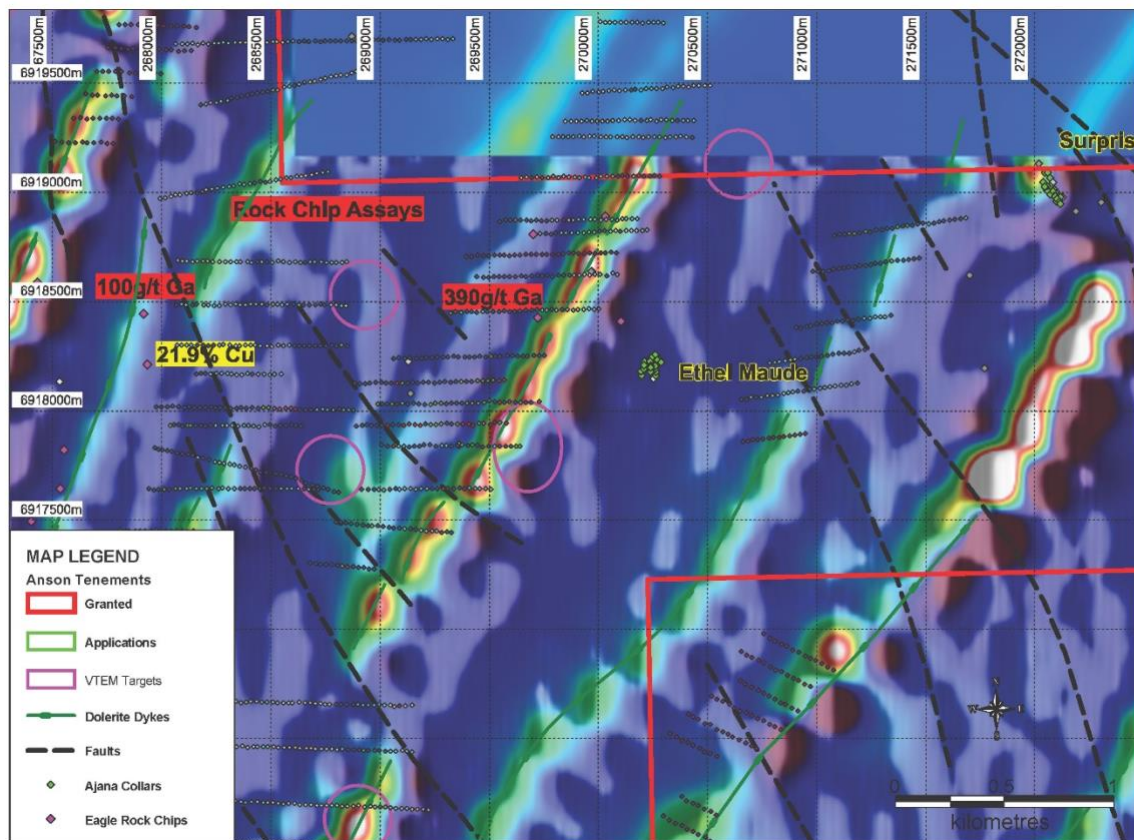 67500m
268000m
268500m
269000m
269500m
270000m
270500m
271000m
271500m
272000m
6919500m
6919000m
6918500m
6918000m
6917500m
Surpris
Rock Chip Assays
100g/t Ga
390g/t Ga
21.9% Cu
Ethel Maude
MAP LEGEND
Anson Tenements
Granted
Applications
VTEM Targets
Dolerite Dykes
Faults
Ajana Collars
Eagle Rock Chips
N
E
S
W
0
0.5
1
kilometres